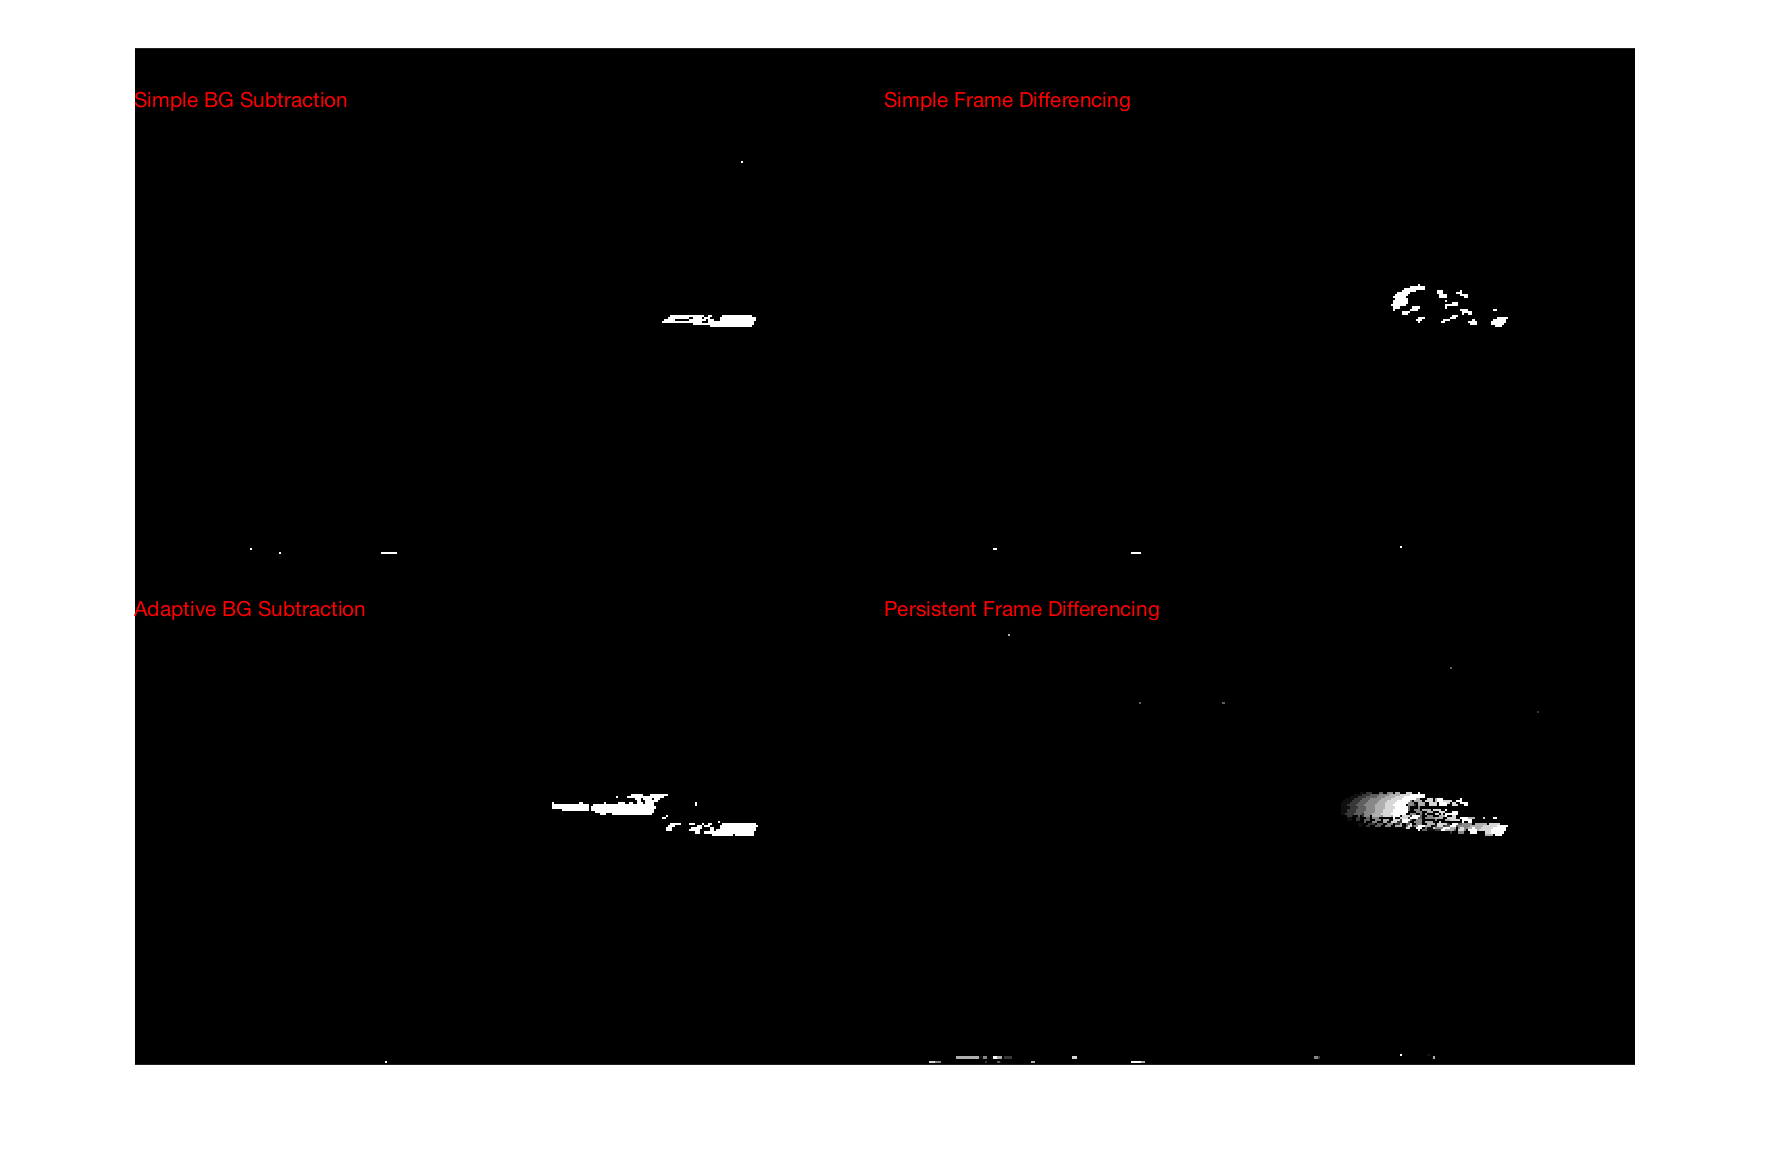 Simple BG Subtraction
Simple Frame Differencing
Adaptive BG Subtraction
Persistent Frame Differencing